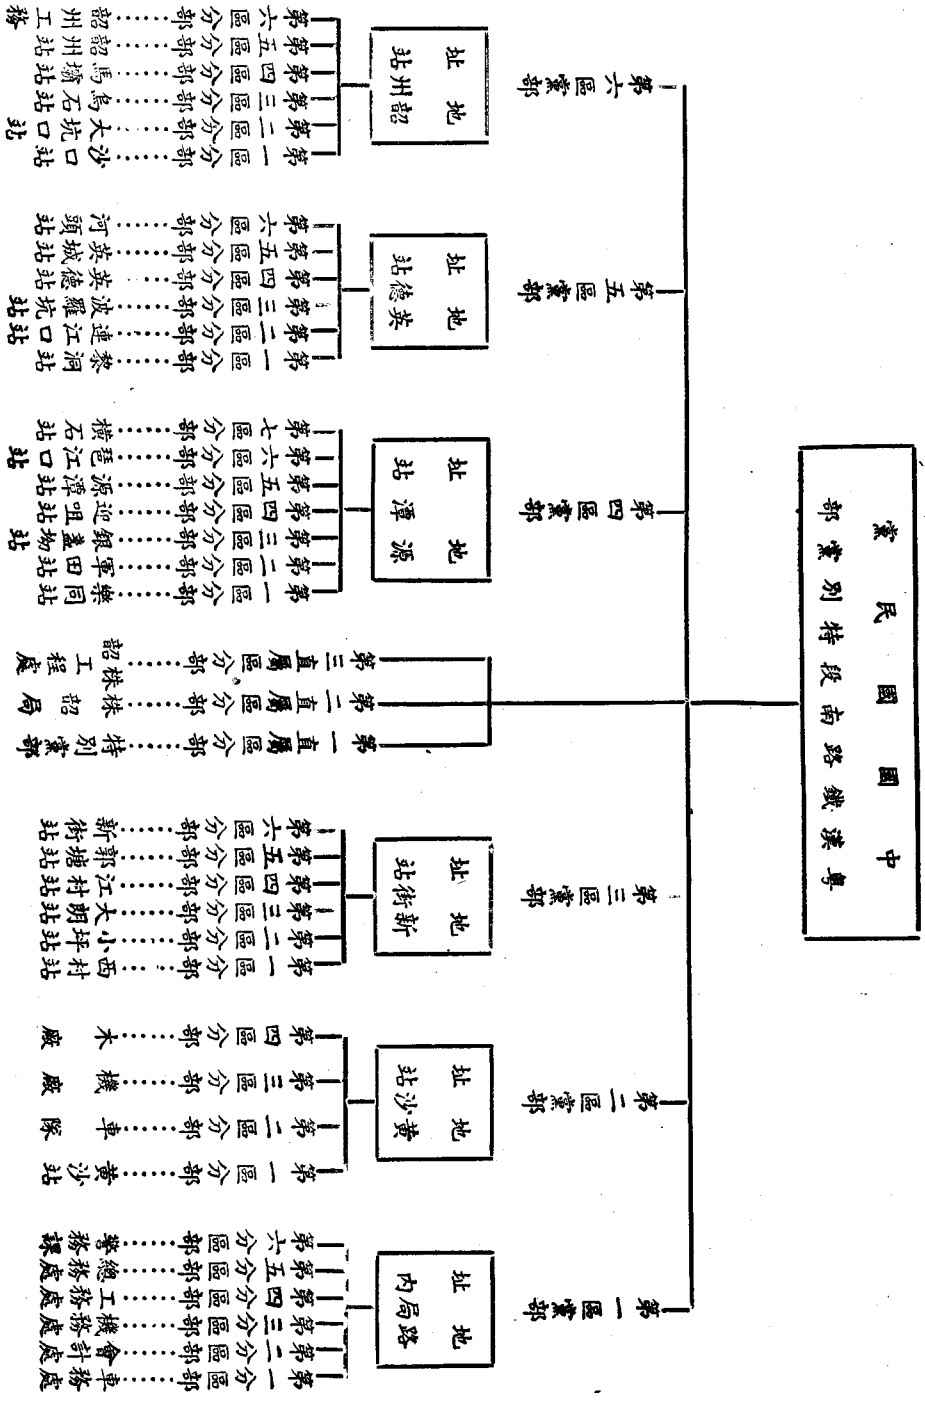 中國國民黨
粵漢鐵路南段特別黨部
第一區黨部
地址
路局內
第一分區部……車務處
第二分區部……會計處
第三分區部……機務處
第四分區部……工務處
第五分區部……總務處
第六分區部……警務課
第二區黨部
地址
黃沙站
第一區分部……黃沙站
第二區分部……車隊
第三區分部……機廠
第四區分部……木廠
第三區黨部
地址
新街站
第一區分部……西村站
第二區分部……小坪站
第三區分部……大朗站
第四區分部……江村站
第五區分部……郭塘站
第六區分部……新街站
第一直屬區分部……特別黨部
第二直屬區分部……株韶局
第三直屬區分部……株韶工程處
第四區黨部
地址
源潭站
第一區分部……樂同站
第二區分部……軍田站
第三區分部……銀盞坳站
第四區分部……迎咀站
第五區分部……源潭站
第六區分部……琶江口站
第七區分部……橫石站
第五區黨部
地址
英德站
第一區分部……黎洞站
第二區分部……連江口站
第三區分部……波羅坑站
第四區分部……英德站
第五區分部……英城站
第六區分部……河頭站
第六區黨部
地址
韶州站
第一區分部……沙口站
第二區分部……大坑口站
第三區分部……烏石站
第四區分部……馬壩站
第五區分部……韶州站
第六區分部……韶州工務